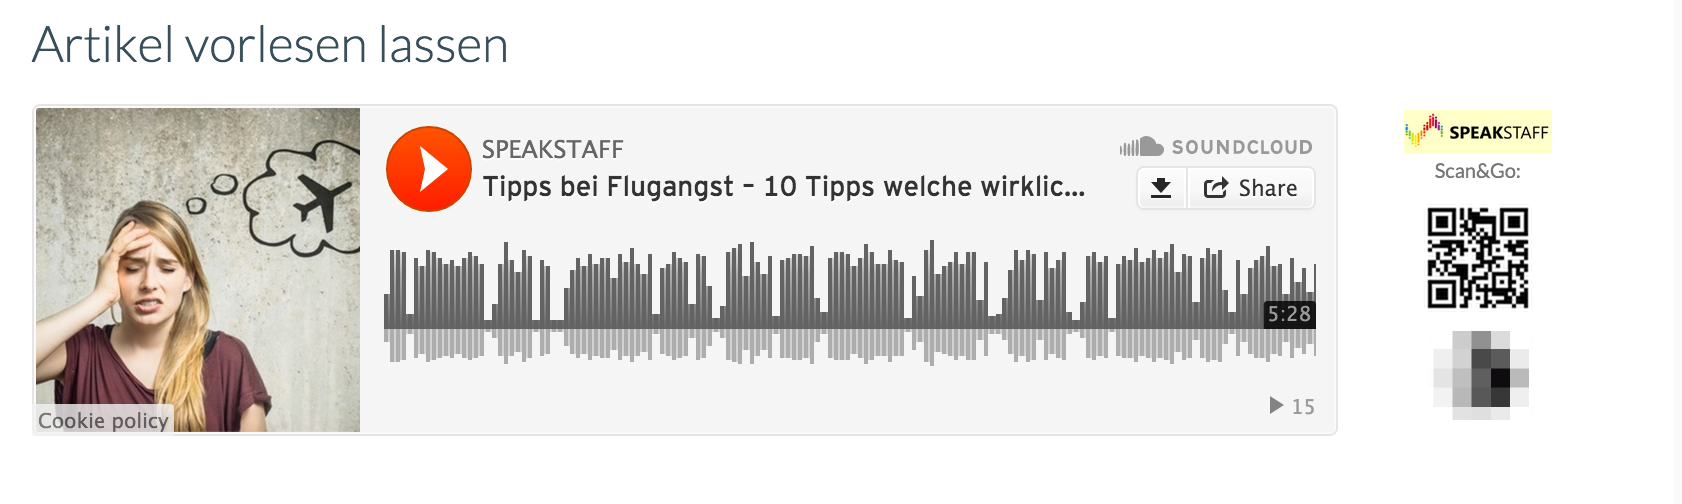 Artikel vorlesen lassen
SPEAKSTAFF
Tipps bei Flugangst – 10 Tipps welche wirklic...
SOUNDCLOUD
Share
5:28
15
Cookie policy
SPEAKSTAFF
Scan&Go: